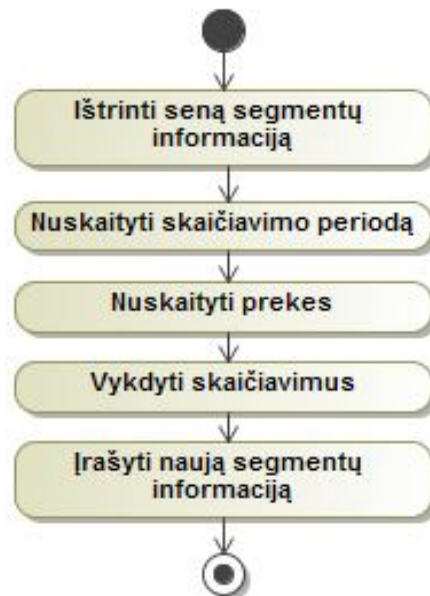 Ištrinti seną segmentų
informaciją
Nuskaityti skaičiavimo periodą
Nuskaityti prekes
Vykdyti skaičiavimus
Įrašyti naują segmentų
informaciją